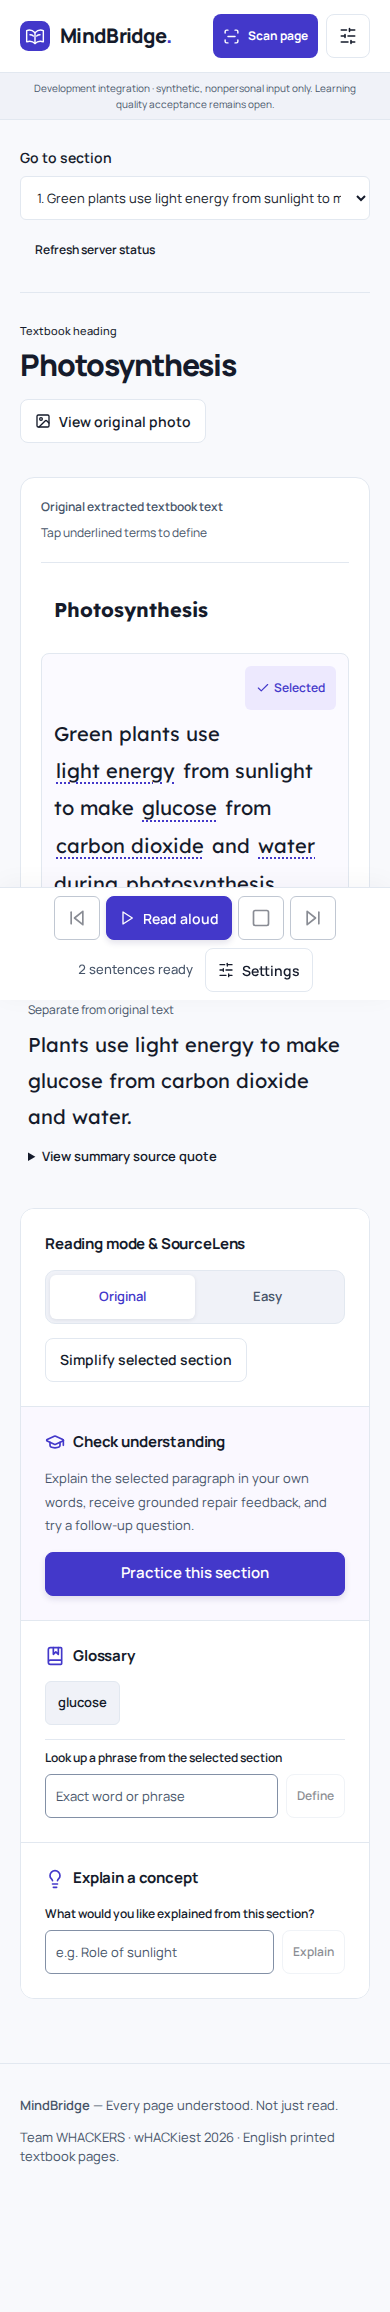 MindBridge.
Scan page
Development integration · synthetic, nonpersonal input only. Learning
quality acceptance remains open.
Go to section
1. Green plants use light energy from sunlight to m
Refresh server status
Textbook heading
Photosynthesis
View original photo
Original extracted textbook text
Tap underlined terms to define
Photosynthesis
Selected
Green plants use
light energy from sunlight
to make glucose from
carbon dioxide and water
during photosynthesis
Read aloud
2 sentences ready
Settings
Separate from original text
Plants use light energy to make
glucose from carbon dioxide
and water.
View summary source quote
Reading mode & SourceLens
Original
Easy
Simplify selected section
Check understanding
Explain the selected paragraph in your own
words, receive grounded repair feedback, and
try a follow-up question.
Practice this section
Glossary
glucose
Look up a phrase from the selected section
Exact word or phrase
Define
Explain a concept
What would you like explained from this section?
e.g. Role of sunlight
Explain
MindBridge — Every page understood. Not just read.
Team WHACKERS · wHACKiest 2026 · English printed
textbook pages.